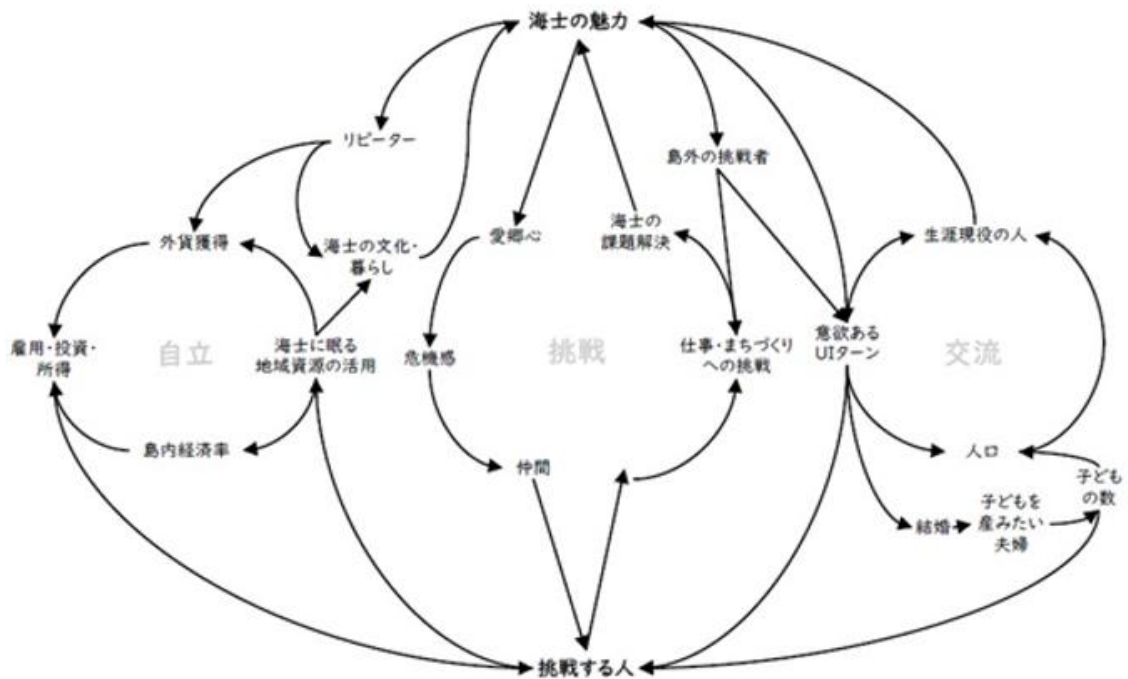 海士の魅力
リピーター
島外の挑戦者
外貨獲得
海士の文化・
暮らし
愛郷心
海士の
課題解決
生涯現役の人
雇用・投資・
所得
自立
海士に眠る
地域資源の活用
危機感
挑戦
仕事・まちづくり
への挑戦
意欲ある
UIターン
交流
島内経済率
仲間
人口
子ども
の数
結婚
子どもを
産みたい
夫婦
挑戦する人